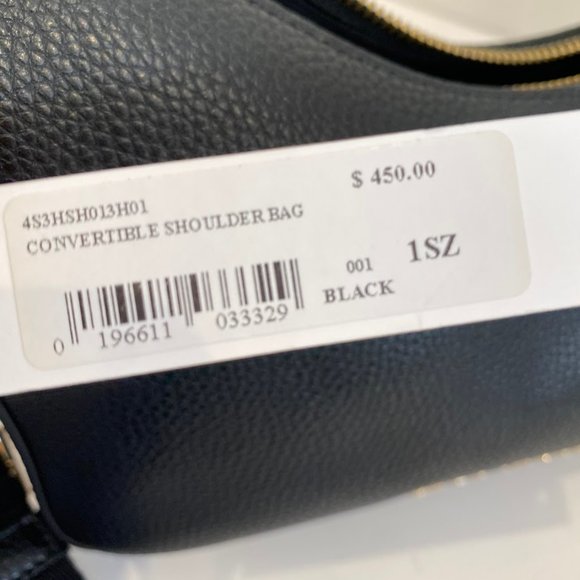 $ 450.00
4S3HSH013H01
CONVERTIBLE SHOULDER BAG
001 1SZ
BLACK
0 196611 033329